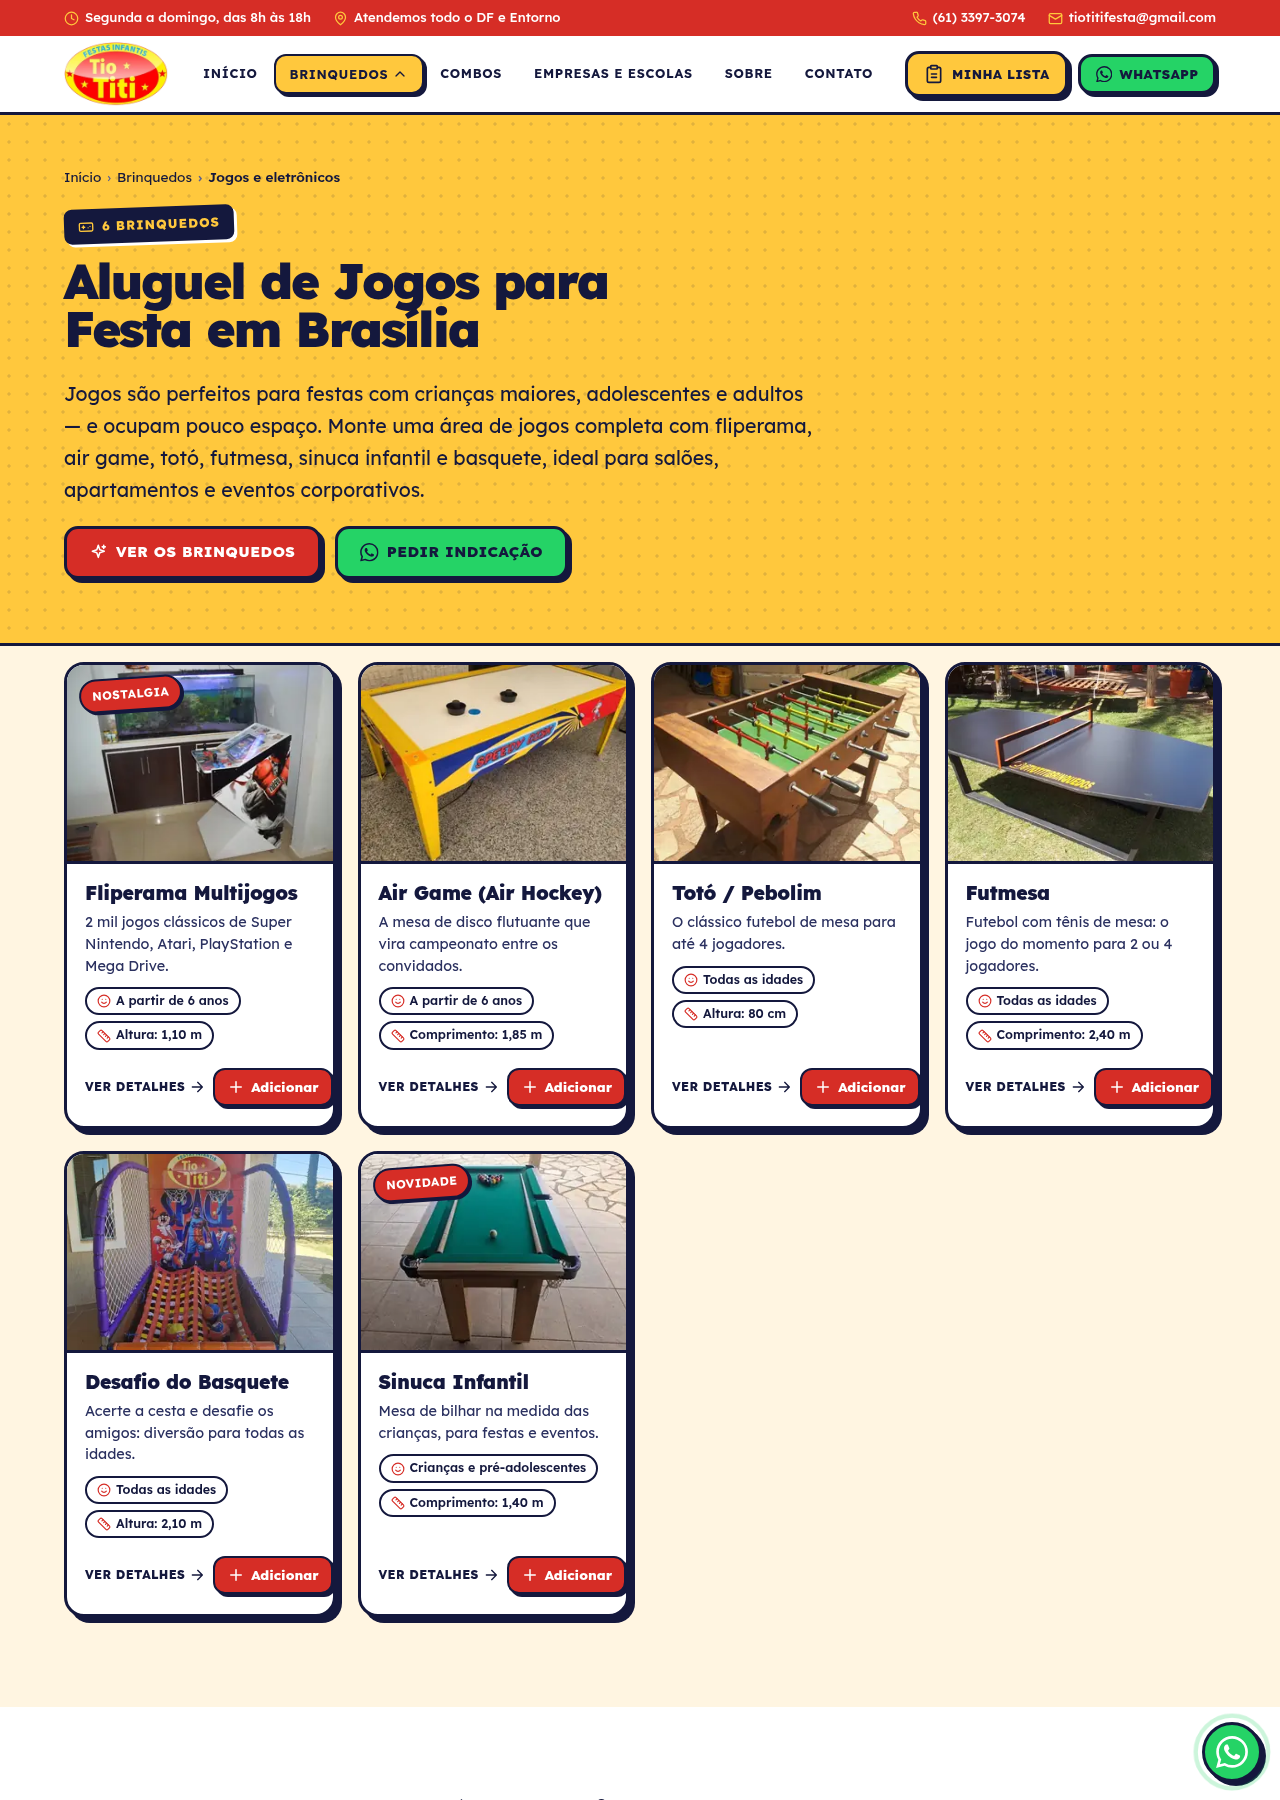 Segunda a domingo, das 8h às 18h
Atendemos todo o DF e Entorno
(61) 3397-3074
tiotitifesta@gmail.com
FESTAS INFANTIS
Tio
Titi
INÍCIO
BRINQUEDOS
COMBOS
EMPRESAS E ESCOLAS
SOBRE
CONTATO
MINHA LISTA
WHATSAPP
Início › Brinquedos › Jogos e eletrônicos
6 BRINQUEDOS
Aluguel de Jogos para
Festa em Brasília
Jogos são perfeitos para festas com crianças maiores, adolescentes e adultos
— e ocupam pouco espaço. Monte uma área de jogos completa com fliperama,
air game, totó, futmesa, sinuca infantil e basquete, ideal para salões,
apartamentos e eventos corporativos.
VER OS BRINQUEDOS
PEDIR INDICAÇÃO
NOSTALGIA
Fliperama Multijogos
2 mil jogos clássicos de Super
Nintendo, Atari, PlayStation e
Mega Drive.
A partir de 6 anos
Altura: 1,10 m
VER DETALHES
Adicionar
Air Game (Air Hockey)
A mesa de disco flutuante que
vira campeonato entre os
convidados.
A partir de 6 anos
Comprimento: 1,85 m
VER DETALHES
Adicionar
Totó / Pebolim
O clássico futebol de mesa para
até 4 jogadores.
Todas as idades
Altura: 80 cm
VER DETALHES
Adicionar
Futmesa
Futebol com tênis de mesa: o
jogo do momento para 2 ou 4
jogadores.
Todas as idades
Comprimento: 2,40 m
VER DETALHES
Adicionar
Tio
Titi
SPACE
JAM
Desafio do Basquete
Acerte a cesta e desafie os
amigos: diversão para todas as
idades.
Todas as idades
Altura: 2,10 m
VER DETALHES
Adicionar
NOVIDADE
Sinuca Infantil
Mesa de bilhar na medida das
crianças, para festas e eventos.
Crianças e pré-adolescentes
Comprimento: 1,40 m
VER DETALHES
Adicionar